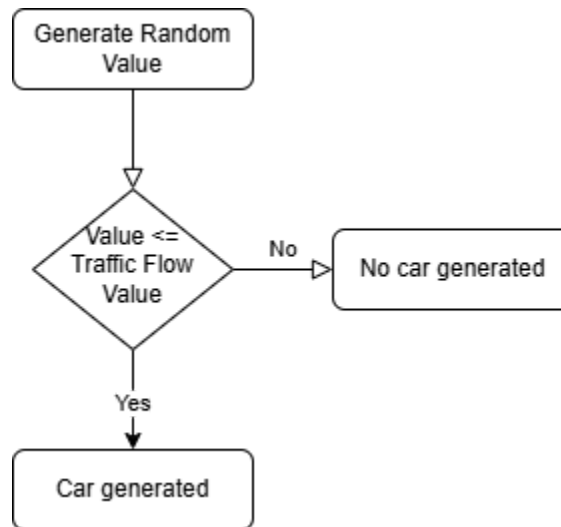 Generate Random
Value
Value <=
Traffic Flow
Value
No
No car generated
Yes
Car generated